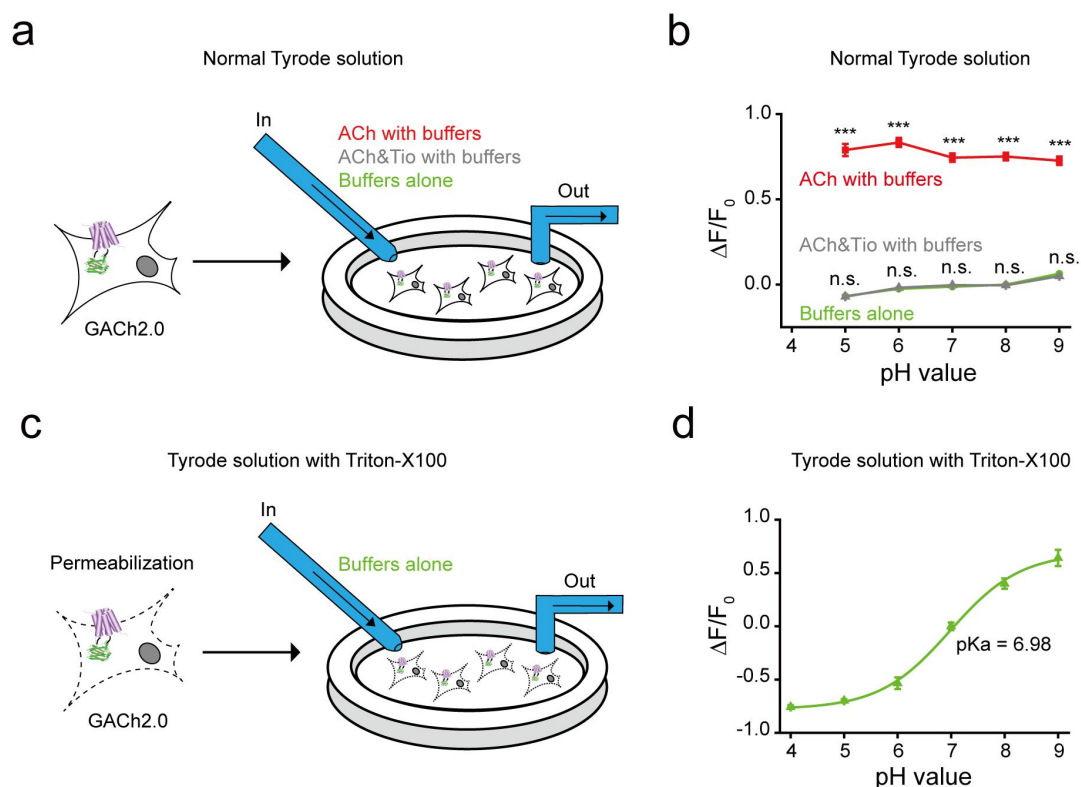 a
Normal Tyrode solution
In
ACh with buffers
ACh&Tio with buffers
Buffers alone
Out
GACh2.0
b
Normal Tyrode solution
1.0
0.5
0.0
ΔF/F0
*** *** *** *** ***
ACh with buffers
ACh&Tio with buffers
n.s. n.s. n.s. n.s. n.s.
Buffers alone
4 5 6 7 8 9
pH value
c
Tyrode solution with Triton-X100
In
Permeabilization
Buffers alone
Out
GACh2.0
d
Tyrode solution with Triton-X100
1.0
0.5
0.0
-0.5
-1.0
ΔF/F0
pKa = 6.98
4 5 6 7 8 9
pH value